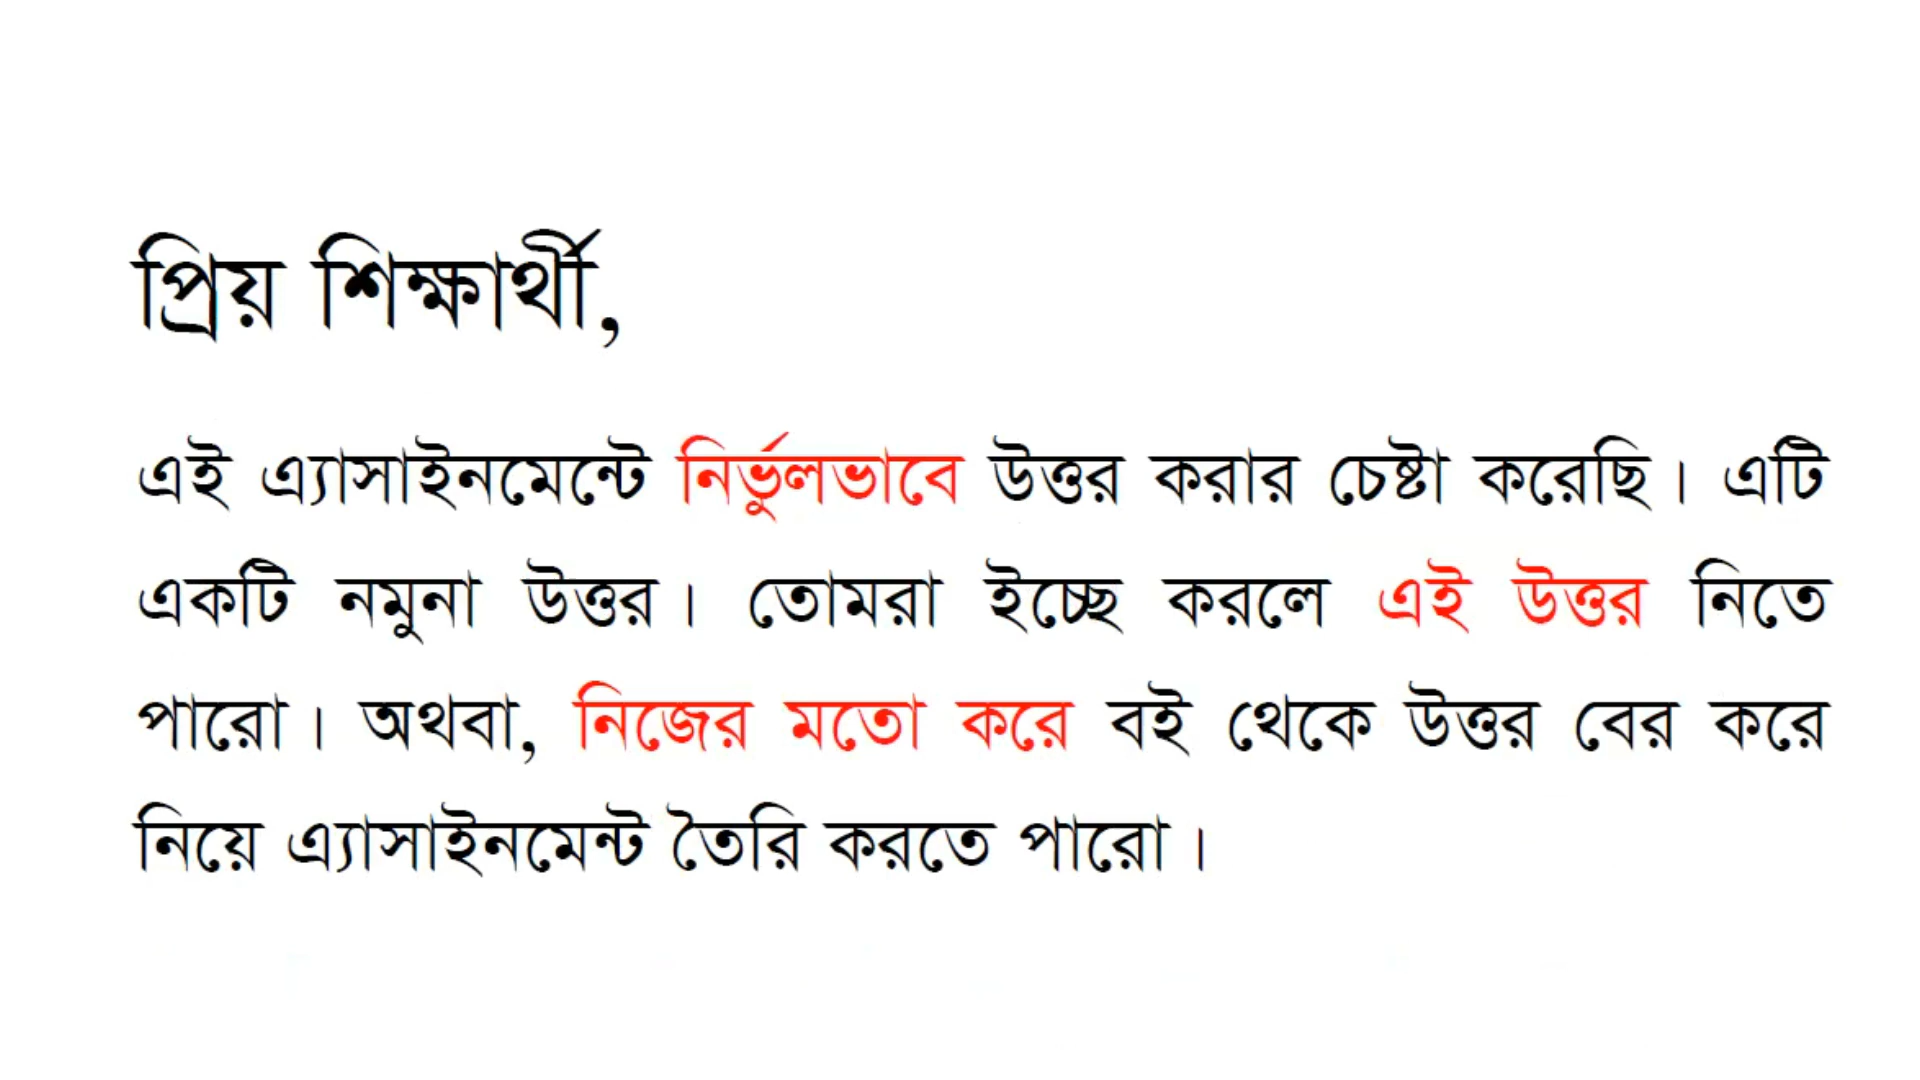 প্রিয় শিক্ষার্থী,
এই এ্যাসাইনমেন্টে নির্ভুলভাবে উত্তর করার চেষ্টা করেছি। এটি
একটি নমুনা উত্তর। তোমরা ইচ্ছে করলে এই উত্তর নিতে
পারো। অথবা, নিজের মতো করে বই থেকে উত্তর বের করে
নিয়ে এ্যাসাইনমেন্ট তৈরি করতে পারো।